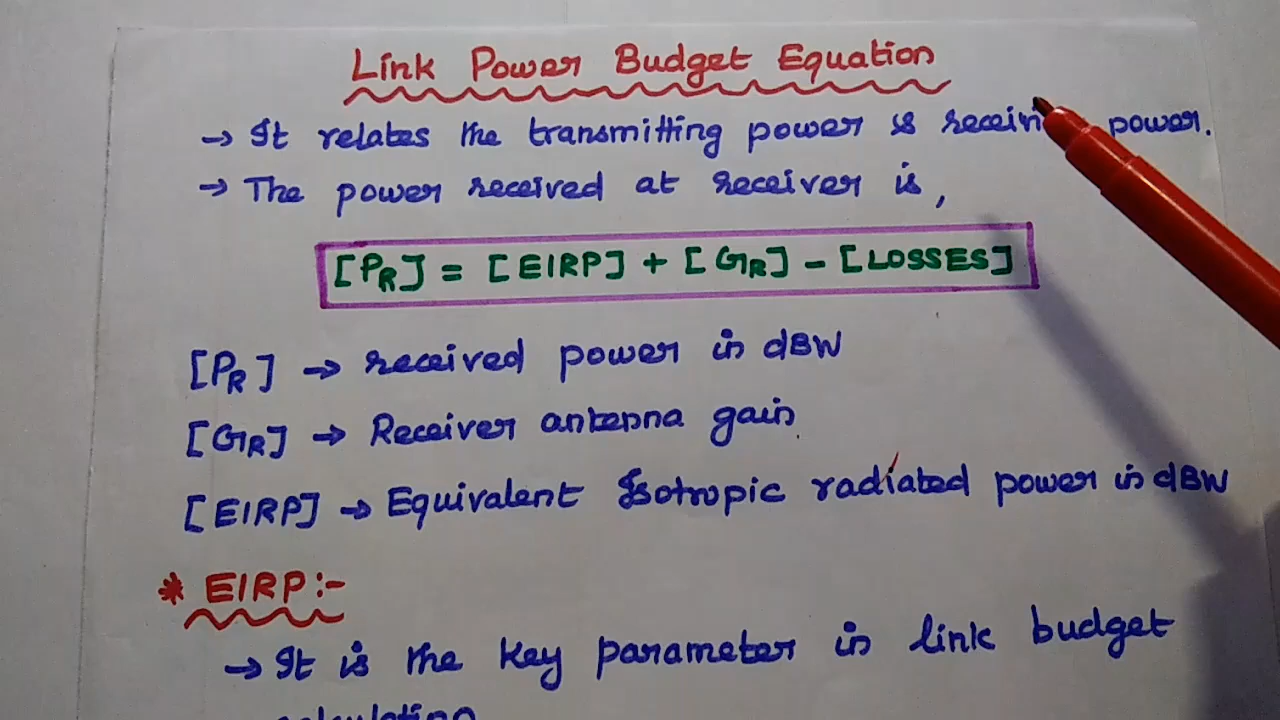 Link Power Budget Equation
→ It relates the transmitting power & power.
→ The power received at receiver is,
[PR] = [EIRP] + [GR] - [LOSSES]
[PR] → received power in dBW
[GR] → Receiver antenna gain
[EIRP] → Equivalent Isotropic radiated power in dBW
* EIRP:-
→ It is the key parameter in link budget